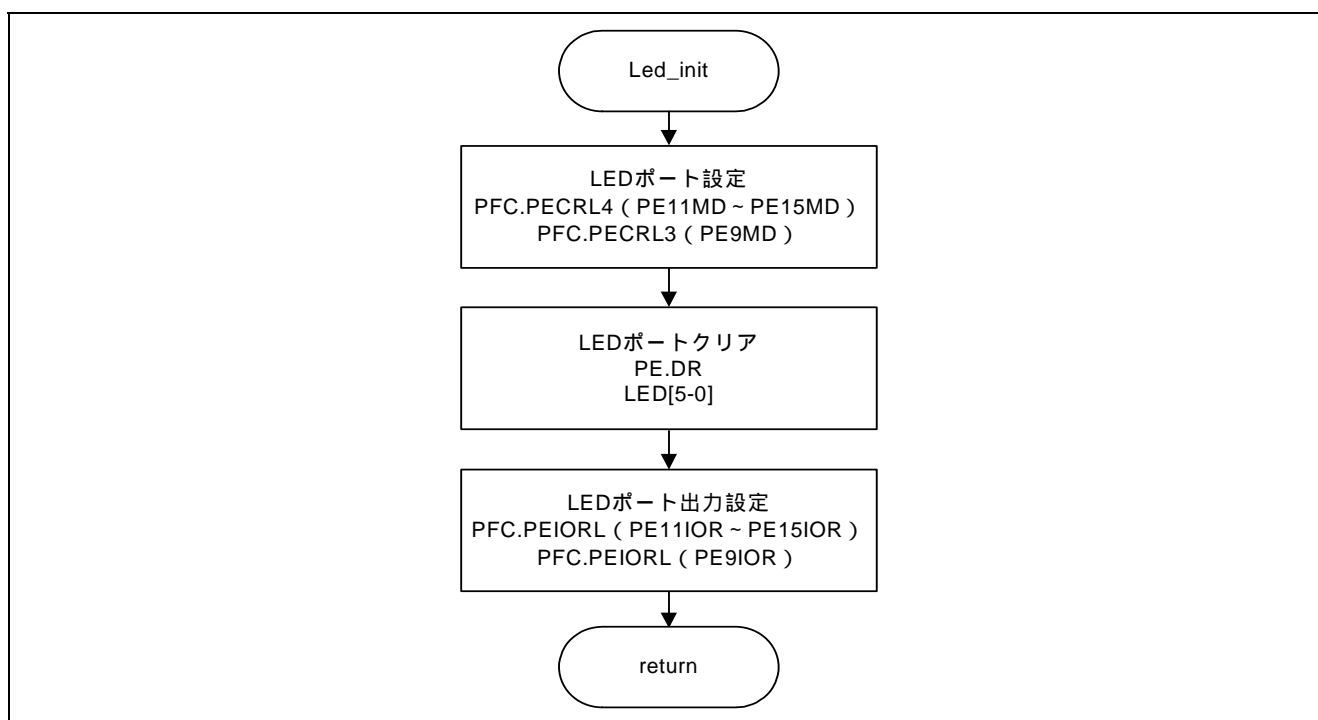 Led_init
LEDポート設定
PFC.PECRL4 ( PE11MD ~ PE15MD )
PFC.PECRL3 ( PE9MD )
LEDポートクリア
PE.DR
LED[5-0]
LEDポート出力設定
PFC.PEIORL ( PE11IOR ~ PE15IOR )
PFC.PEIORL ( PE9IOR )
return